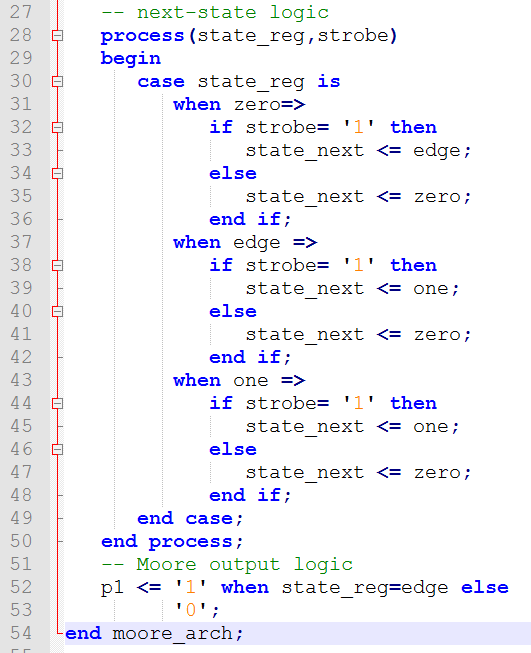 27 -- next-state logic
28 process(state_reg,strobe)
29 begin
30 case state_reg is
31 when zero=>
32 if strobe= '1' then
33 state_next <= edge;
34 else
35 state_next <= zero;
36 end if;
37 when edge =>
38 if strobe= '1' then
39 state_next <= one;
40 else
41 state_next <= zero;
42 end if;
43 when one =>
44 if strobe= '1' then
45 state_next <= one;
46 else
47 state_next <= zero;
48 end if;
49 end case;
50 end process;
51 -- Moore output logic
52 p1 <= '1' when state_reg=edge else
53 '0';
54 end moore_arch;